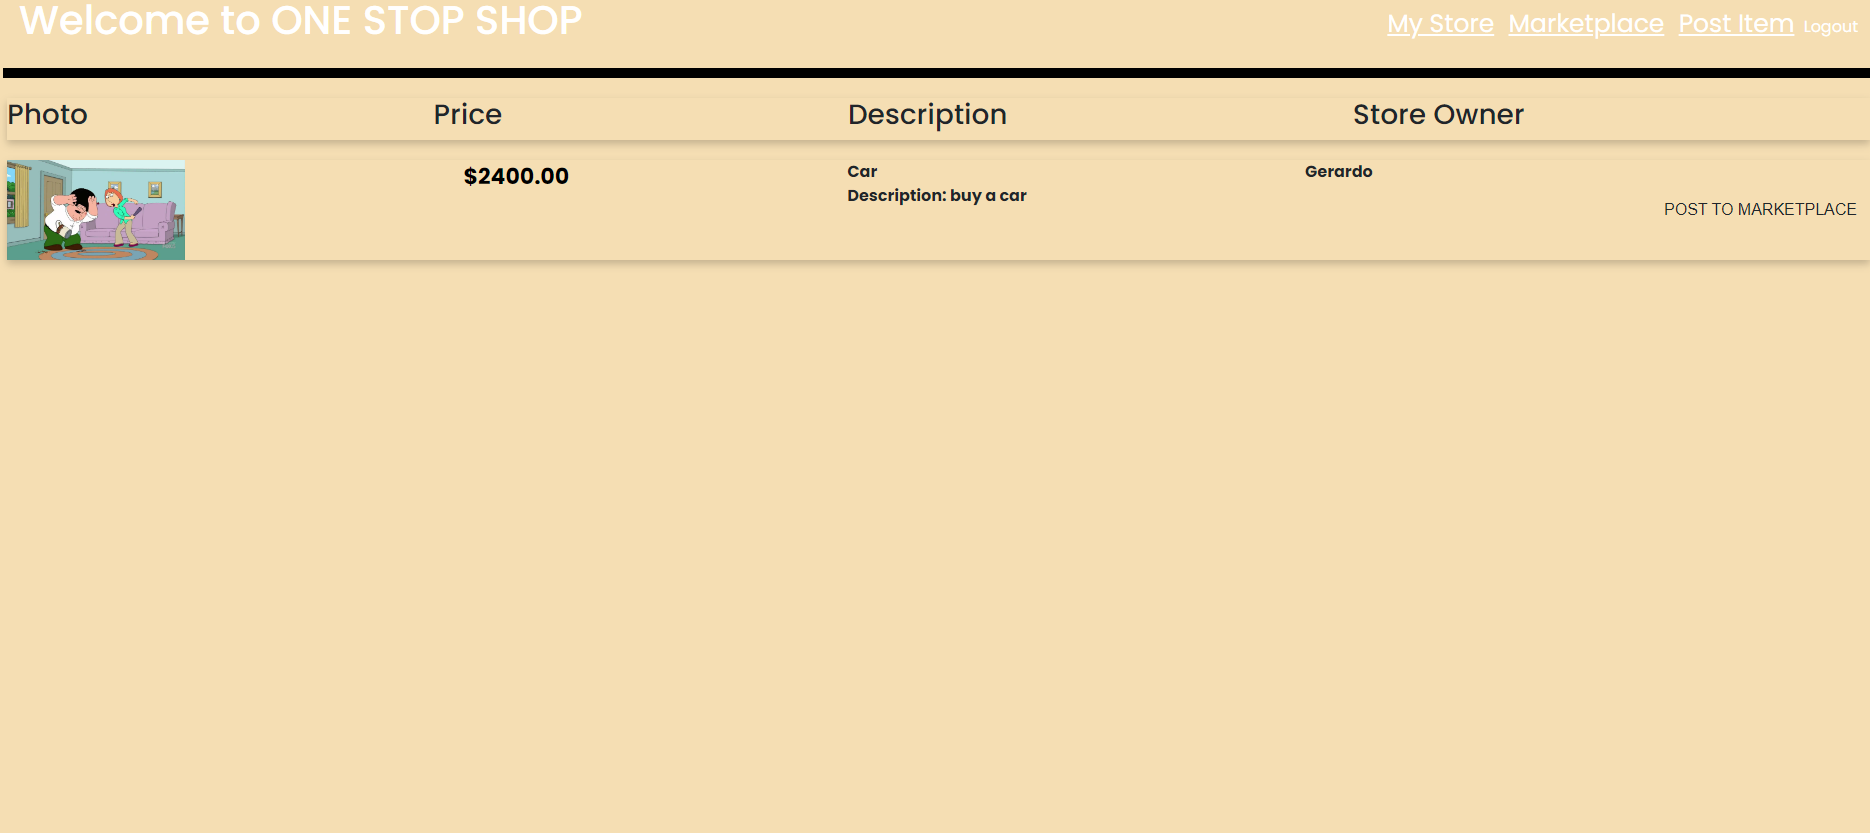 Welcome to ONE STOP SHOP
My Store Marketplace Post Item Logout
Photo Price Description Store Owner
$2400.00
Car
Description: buy a car
Gerardo
POST TO MARKETPLACE